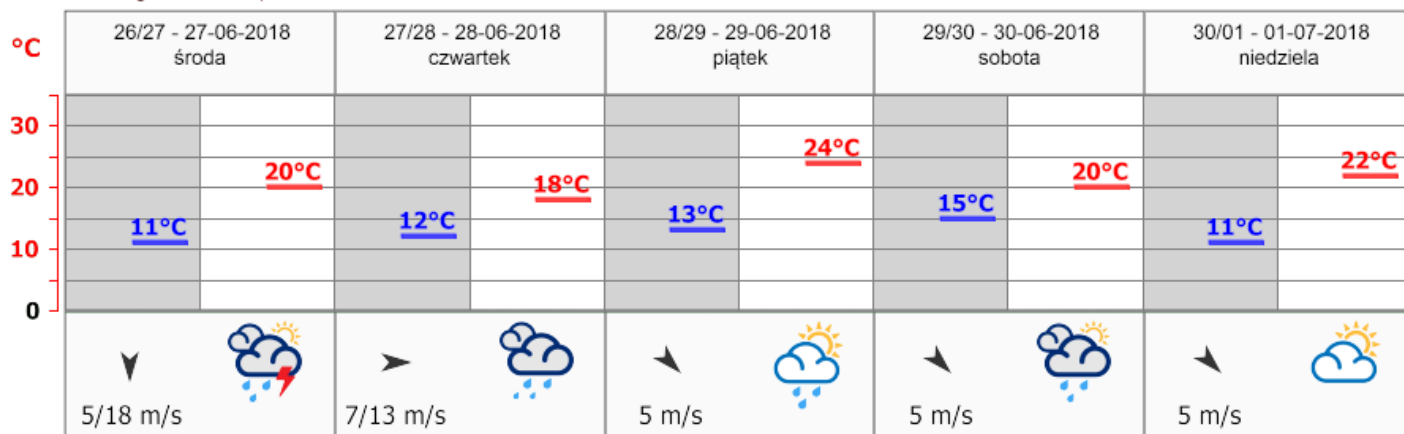 °C
26/27 - 27-06-2018
środa
27/28 - 28-06-2018
czwartek
28/29 - 29-06-2018
piątek
29/30 - 30-06-2018
sobota
30/01 - 01-07-2018
niedziela
30
20
10
0
11°C
20°C
12°C
18°C
13°C
24°C
15°C
20°C
11°C
22°C
5/18 m/s
7/13 m/s
5 m/s
5 m/s
5 m/s